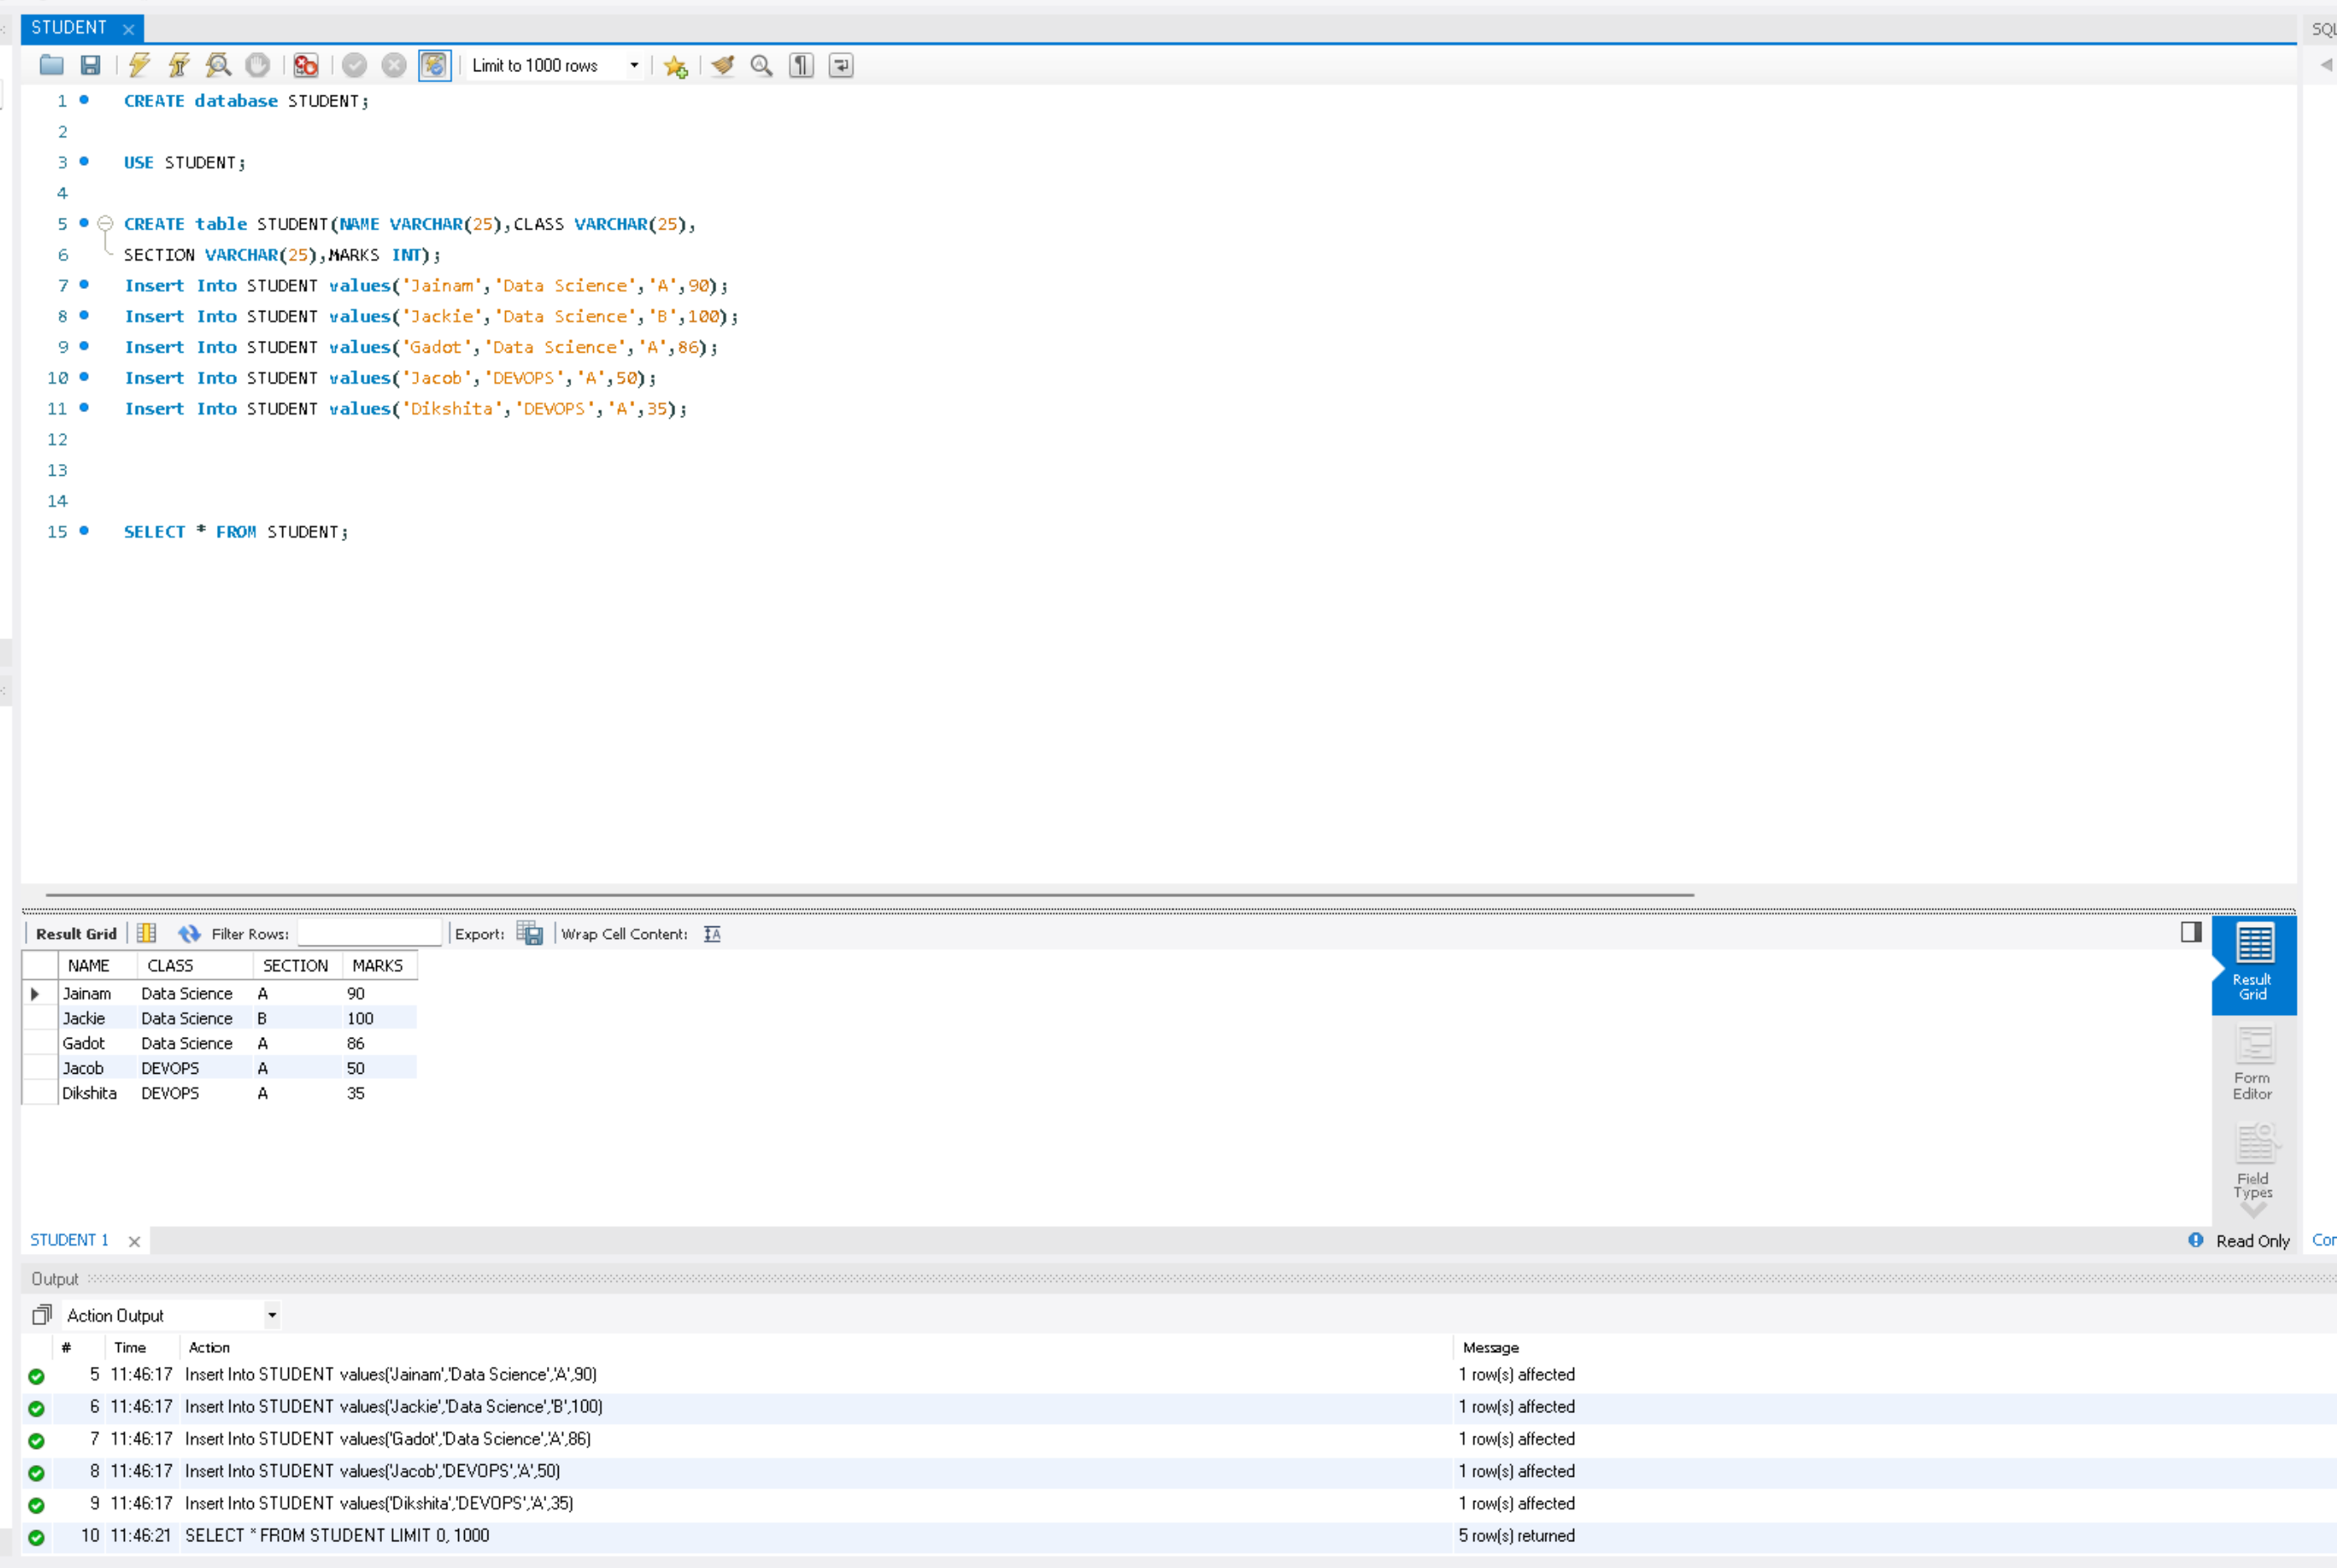 STUDENT
SQL
Limit to 1000 rows
1 CREATE database STUDENT;
2
3 USE STUDENT;
4
5 CREATE table STUDENT(NAME VARCHAR(25),CLASS VARCHAR(25),
6 SECTION VARCHAR(25),MARKS INT);
7 Insert Into STUDENT values('Jainam','Data Science','A',90);
8 Insert Into STUDENT values('Jackie','Data Science','B',100);
9 Insert Into STUDENT values('Gadot','Data Science','A',86);
10 Insert Into STUDENT values('Jacob','DEVOPS','A',50);
11 Insert Into STUDENT values('Dikshita','DEVOPS','A',35);
12
13
14
15 SELECT * FROM STUDENT;
Result Grid Filter Rows: Export: Wrap Cell Content:
NAME CLASS SECTION MARKS
Jainam Data Science A 90
Jackie Data Science B 100
Gadot Data Science A 86
Jacob DEVOPS A 50
Dikshita DEVOPS A 35
Result
Grid
Form
Editor
Field
Types
STUDENT 1
Read Only
Output
Action Output
# Time Action Message
5 11:46:17 Insert Into STUDENT values('Jainam','Data Science','A',90) 1 row(s) affected
6 11:46:17 Insert Into STUDENT values('Jackie','Data Science','B',100) 1 row(s) affected
7 11:46:17 Insert Into STUDENT values('Gadot','Data Science','A',86) 1 row(s) affected
8 11:46:17 Insert Into STUDENT values('Jacob','DEVOPS','A',50) 1 row(s) affected
9 11:46:17 Insert Into STUDENT values('Dikshita','DEVOPS','A',35) 1 row(s) affected
10 11:46:21 SELECT * FROM STUDENT LIMIT 0, 1000 5 row(s) returned